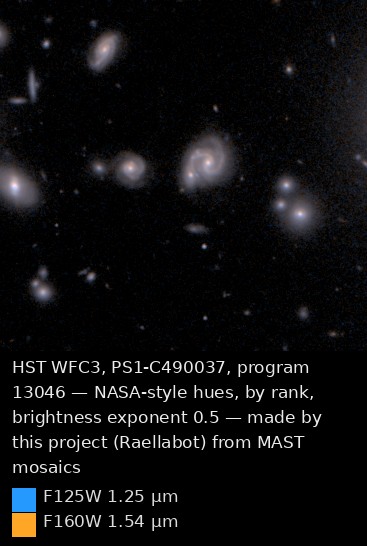 HST WFC3, PS1-C490037, program
13046 — NASA-style hues, by rank,
brightness exponent 0.5 — made by
this project (Raellabot) from MAST
mosaics
F125W 1.25 µm
F160W 1.54 µm